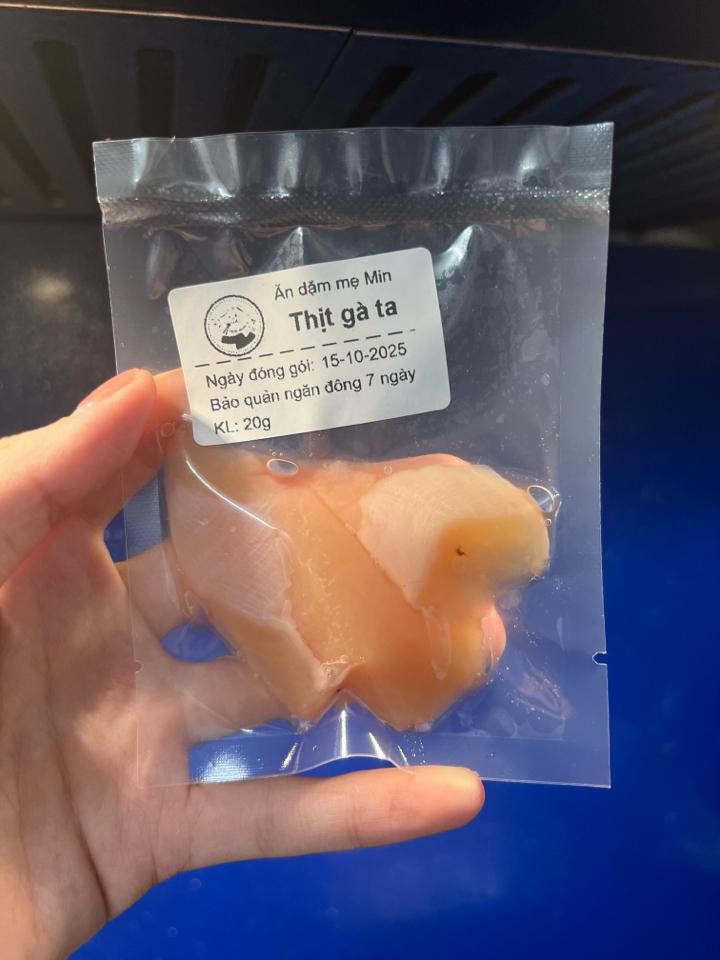 Ăn dặm mẹ Min
Thịt gà ta
Ngày đóng gói: 15-10-2025
Bảo quản ngăn đông 7 ngày
KL: 20g